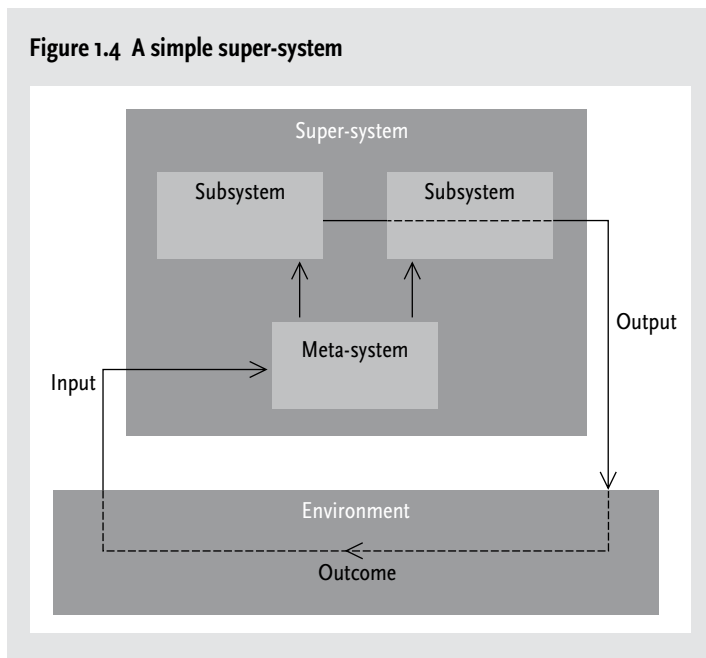 Figure 1.4 A simple super-system
Super-system
Subsystem
Subsystem
Meta-system
Output
Input
Environment
Outcome